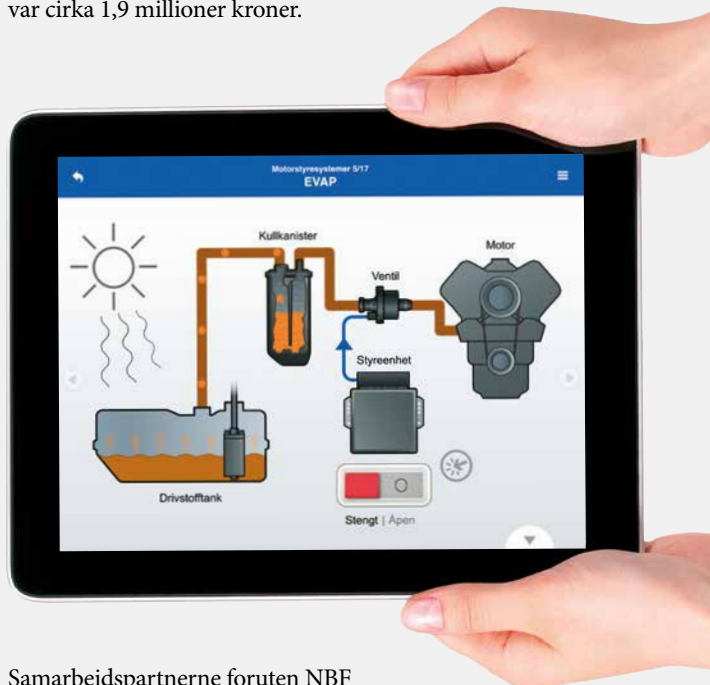 var cirka 1,9 millioner kroner.
Motorstyresystemer 5/17
EVAP
Kullkanister
Ventil
Motor
Styreenhet
Drivstofftank
Stengt | Åpen
Samarbeidspartnerne foruten NBF